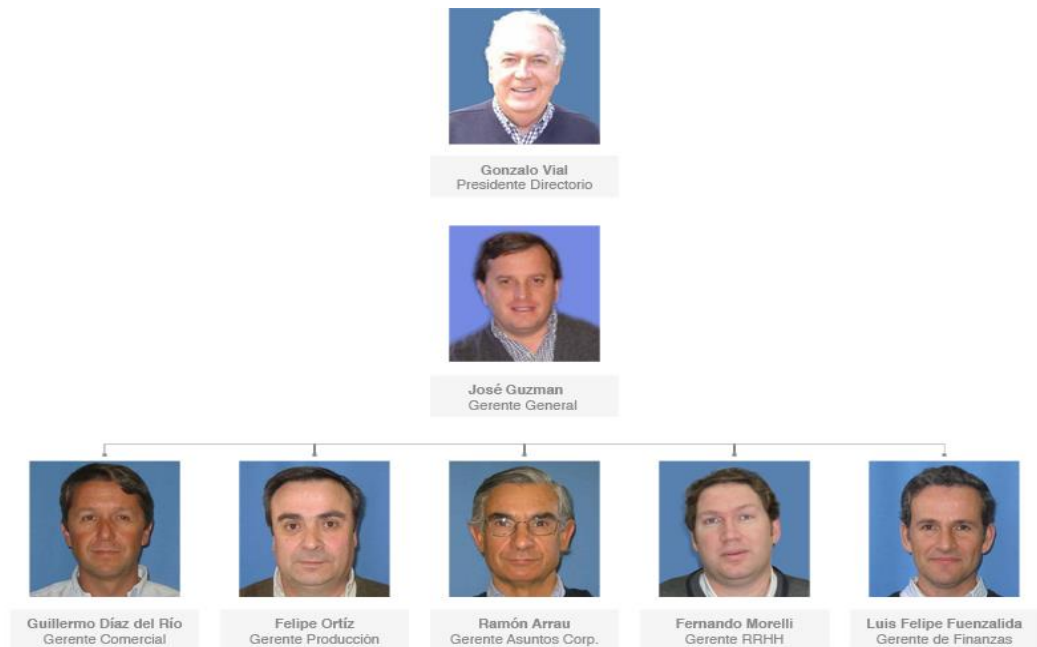 Gonzalo Vial
Presidente Directorio
José Guzman
Gerente General
Guillermo Díaz del Río
Gerente Comercial
Felipe Ortíz
Gerente Producción
Ramón Arrau
Gerente Asuntos Corp.
Fernando Morelli
Gerente RRHH
Luis Felipe Fuenzalida
Gerente de Finanzas